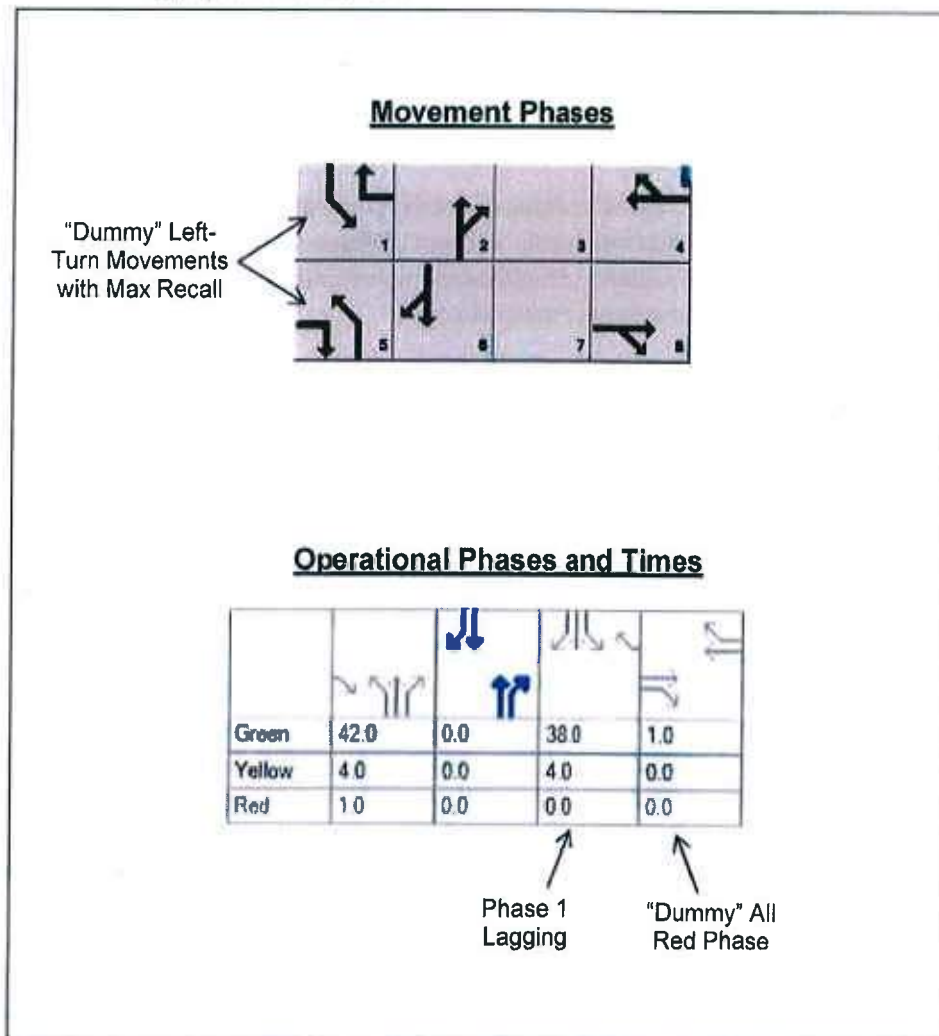 Movement Phases
"Dummy" Left-
Turn Movements
with Max Recall
1 2 3 4
5 6 7 8
Operational Phases and Times
Green 42.0 0.0 38.0 1.0
Yellow 4.0 0.0 4.0 0.0
Red 1.0 0.0 0.0 0.0
Phase 1
Lagging
"Dummy" All
Red Phase